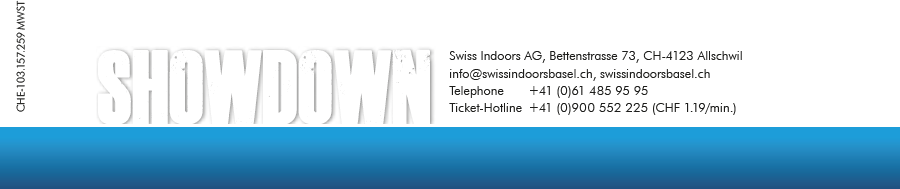 CHE-103.157.259 MWST
SHOWDOWN
Swiss Indoors AG, Bettenstrasse 73, CH-4123 Allschwil
info@swissindoorsbasel.ch, swissindoorsbasel.ch
Telephone +41 (0)61 485 95 95
Ticket-Hotline +41 (0)900 552 225 (CHF 1.19/min.)